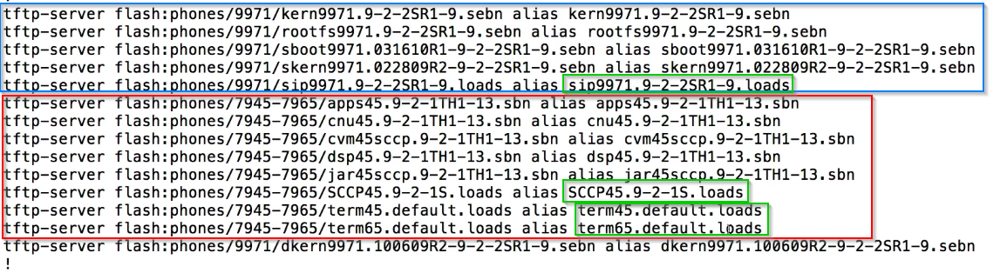 tftp-server flash:phones/9971/kern9971.9-2-2SR1-9.sebn alias kern9971.9-2-2SR1-9.sebn
tftp-server flash:phones/9971/rootfs9971.9-2-2SR1-9.sebn alias rootfs9971.9-2-2SR1-9.sebn
tftp-server flash:phones/9971/sboot9971.031610R1-9-2-2SR1-9.sebn alias sboot9971.031610R1-9-2-2SR1-9.sebn
tftp-server flash:phones/9971/skern9971.022809R2-9-2-2SR1-9.sebn alias skern9971.022809R2-9-2-2SR1-9.sebn
tftp-server flash:phones/9971/sip9971.9-2-2SR1-9.loads alias sip9971.9-2-2SR1-9.loads
tftp-server flash:phones/7945-7965/apps45.9-2-1TH1-13.sbn alias apps45.9-2-1TH1-13.sbn
tftp-server flash:phones/7945-7965/cnu45.9-2-1TH1-13.sbn alias cnu45.9-2-1TH1-13.sbn
tftp-server flash:phones/7945-7965/cvm45sccp.9-2-1TH1-13.sbn alias cvm45sccp.9-2-1TH1-13.sbn
tftp-server flash:phones/7945-7965/dsp45.9-2-1TH1-13.sbn alias dsp45.9-2-1TH1-13.sbn
tftp-server flash:phones/7945-7965/jar45sccp.9-2-1TH1-13.sbn alias jar45sccp.9-2-1TH1-13.sbn
tftp-server flash:phones/7945-7965/SCCP45.9-2-1S.loads alias SCCP45.9-2-1S.loads
tftp-server flash:phones/7945-7965/term45.default.loads alias term45.default.loads
tftp-server flash:phones/7945-7965/term65.default.loads alias term65.default.loads
tftp-server flash:phones/9971/dkern9971.100609R2-9-2-2SR1-9.sebn alias dkern9971.100609R2-9-2-2SR1-9.sebn
!